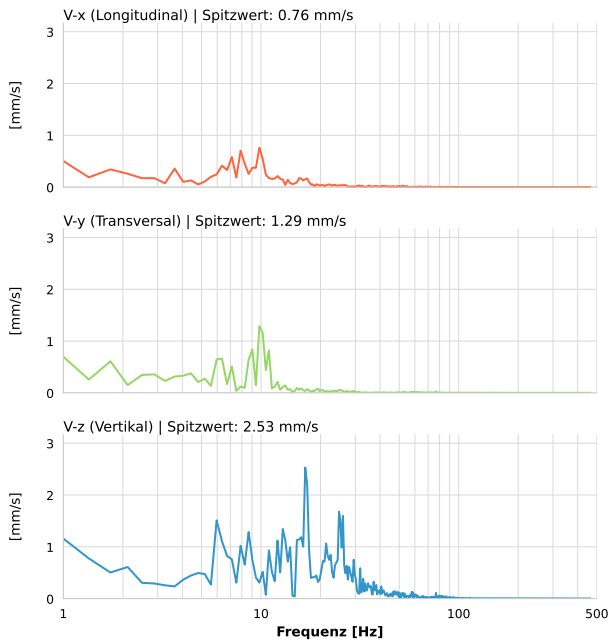 V-x (Longitudinal) | Spitzwert: 0.76 mm/s
3
2
1
0
[mm/s]
V-y (Transversal) | Spitzwert: 1.29 mm/s
3
2
1
0
[mm/s]
V-z (Vertikal) | Spitzwert: 2.53 mm/s
3
2
1
0
[mm/s]
1 10 100 500
Frequenz [Hz]